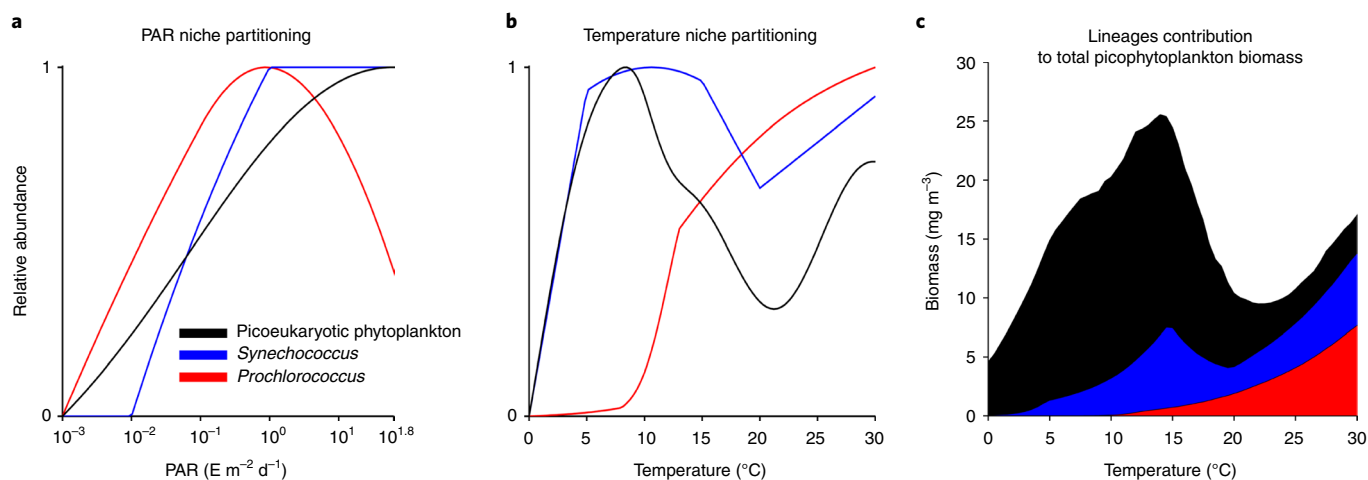 a
PAR niche partitioning
Relative abundance
1
0
10⁻³
10⁻²
10⁻¹
10⁰
10¹
10¹·⁸
PAR (E m⁻² d⁻¹)
Picoeukaryotic phytoplankton
Synechococcus
Prochlorococcus
b
Temperature niche partitioning
1
0
0
5
10
15
20
25
30
Temperature (°C)
c
Lineages contribution
to total picophytoplankton biomass
Biomass (mg m⁻³)
30
25
20
15
10
5
0
0
5
10
15
20
25
30
Temperature (°C)